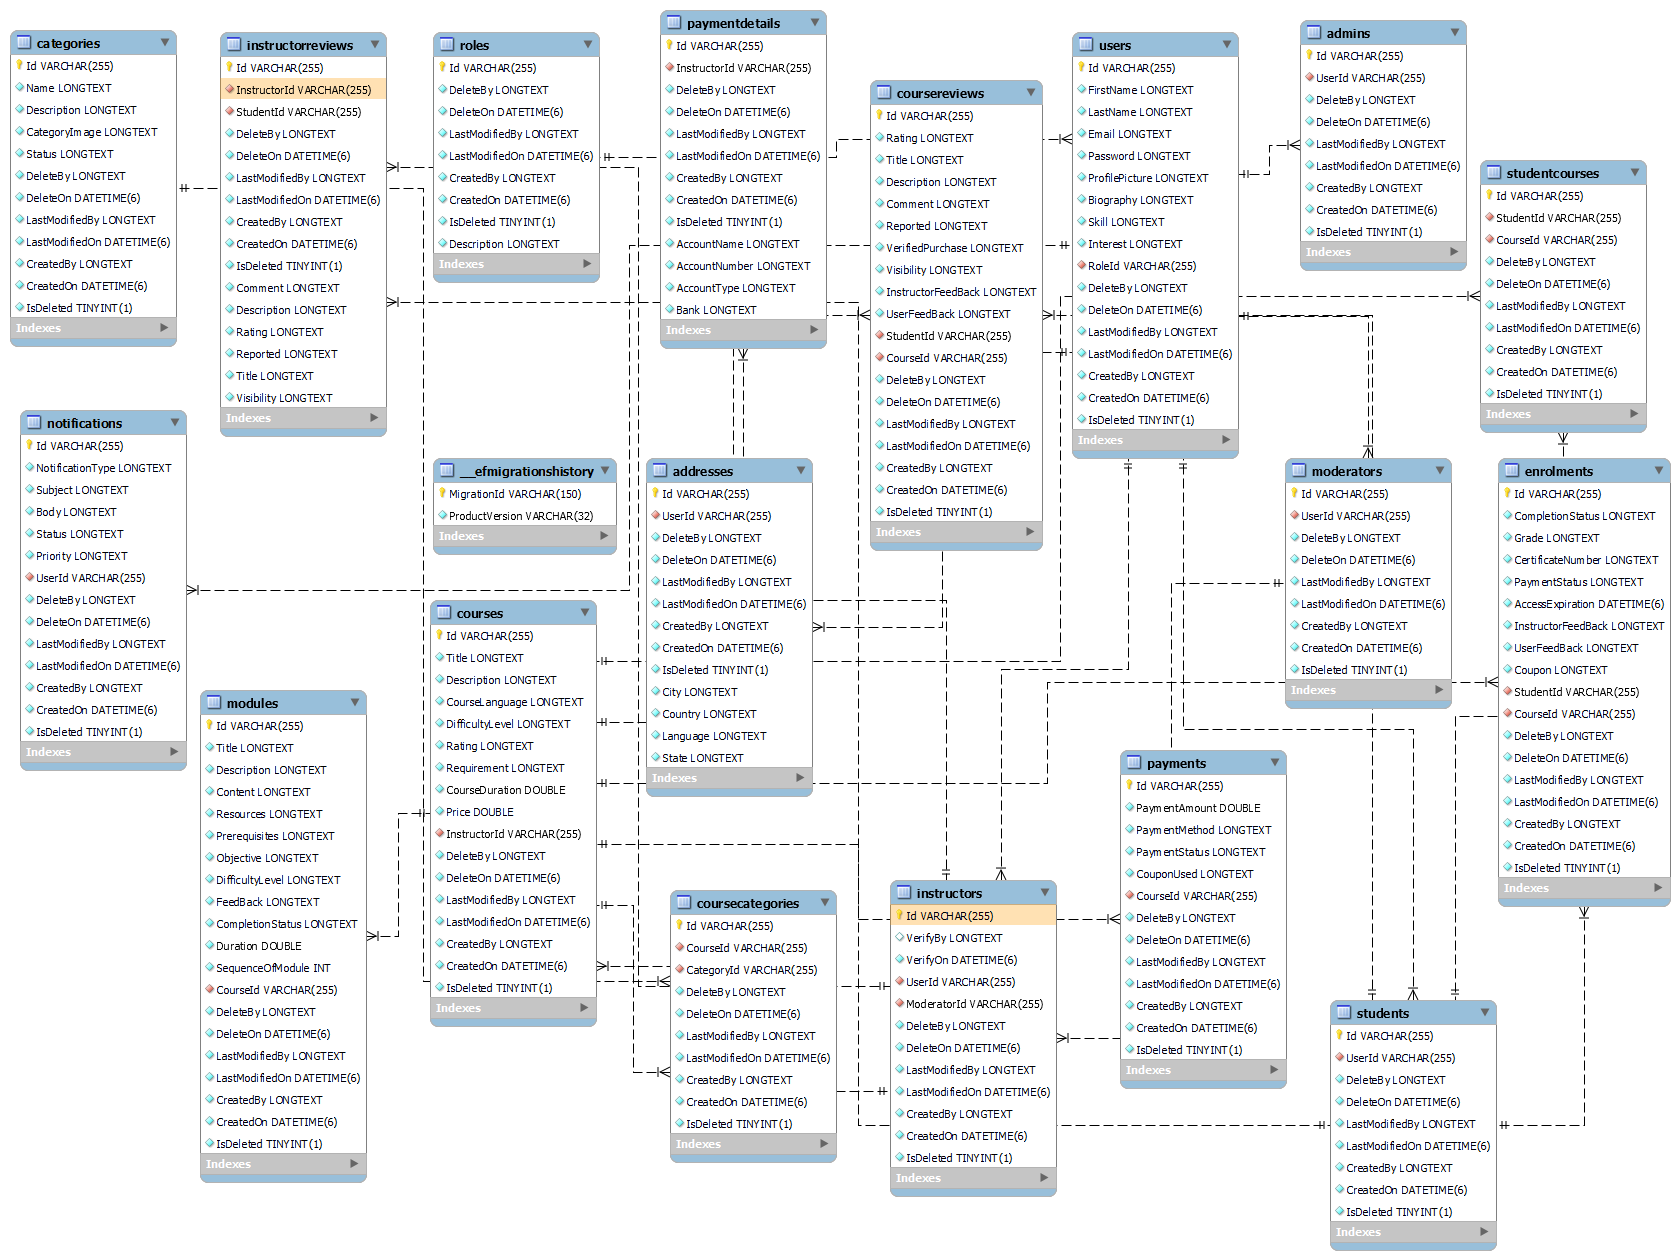 categories
Id VARCHAR(255)
Name LONGTEXT
Description LONGTEXT
CategoryImage LONGTEXT
Status LONGTEXT
DeleteBy LONGTEXT
DeleteOn DATETIME(6)
LastModifiedBy LONGTEXT
LastModifiedOn DATETIME(6)
CreatedBy LONGTEXT
CreatedOn DATETIME(6)
IsDeleted TINYINT(1)
Indexes
instructorreviews
Id VARCHAR(255)
InstructorId VARCHAR(255)
StudentId VARCHAR(255)
DeleteBy LONGTEXT
DeleteOn DATETIME(6)
LastModifiedBy LONGTEXT
LastModifiedOn DATETIME(6)
CreatedBy LONGTEXT
CreatedOn DATETIME(6)
IsDeleted TINYINT(1)
Comment LONGTEXT
Description LONGTEXT
Rating LONGTEXT
Reported LONGTEXT
Title LONGTEXT
Visibility LONGTEXT
Indexes
roles
Id VARCHAR(255)
DeleteBy LONGTEXT
DeleteOn DATETIME(6)
LastModifiedBy LONGTEXT
LastModifiedOn DATETIME(6)
CreatedBy LONGTEXT
CreatedOn DATETIME(6)
IsDeleted TINYINT(1)
Description LONGTEXT
Indexes
paymentdetails
Id VARCHAR(255)
InstructorId VARCHAR(255)
DeleteBy LONGTEXT
DeleteOn DATETIME(6)
LastModifiedBy LONGTEXT
LastModifiedOn DATETIME(6)
CreatedBy LONGTEXT
CreatedOn DATETIME(6)
IsDeleted TINYINT(1)
AccountName LONGTEXT
AccountNumber LONGTEXT
AccountType LONGTEXT
Bank LONGTEXT
Indexes
coursereviews
Id VARCHAR(255)
Rating LONGTEXT
Title LONGTEXT
Description LONGTEXT
Comment LONGTEXT
Reported LONGTEXT
VerifiedPurchase LONGTEXT
Visibility LONGTEXT
InstructorFeedBack LONGTEXT
UserFeedBack LONGTEXT
StudentId VARCHAR(255)
CourseId VARCHAR(255)
DeleteBy LONGTEXT
DeleteOn DATETIME(6)
LastModifiedBy LONGTEXT
LastModifiedOn DATETIME(6)
CreatedBy LONGTEXT
CreatedOn DATETIME(6)
IsDeleted TINYINT(1)
Indexes
users
Id VARCHAR(255)
FirstName LONGTEXT
LastName LONGTEXT
Email LONGTEXT
Password LONGTEXT
ProfilePicture LONGTEXT
Biography LONGTEXT
Skill LONGTEXT
Interest LONGTEXT
RoleId VARCHAR(255)
DeleteBy LONGTEXT
DeleteOn DATETIME(6)
LastModifiedBy LONGTEXT
LastModifiedOn DATETIME(6)
CreatedBy LONGTEXT
CreatedOn DATETIME(6)
IsDeleted TINYINT(1)
Indexes
admins
Id VARCHAR(255)
UserId VARCHAR(255)
DeleteBy LONGTEXT
DeleteOn DATETIME(6)
LastModifiedBy LONGTEXT
LastModifiedOn DATETIME(6)
CreatedBy LONGTEXT
CreatedOn DATETIME(6)
IsDeleted TINYINT(1)
Indexes
studentcourses
Id VARCHAR(255)
StudentId VARCHAR(255)
CourseId VARCHAR(255)
DeleteBy LONGTEXT
DeleteOn DATETIME(6)
LastModifiedBy LONGTEXT
LastModifiedOn DATETIME(6)
CreatedBy LONGTEXT
CreatedOn DATETIME(6)
IsDeleted TINYINT(1)
Indexes
notifications
Id VARCHAR(255)
NotificationType LONGTEXT
Subject LONGTEXT
Body LONGTEXT
Status LONGTEXT
Priority LONGTEXT
UserId VARCHAR(255)
DeleteBy LONGTEXT
DeleteOn DATETIME(6)
LastModifiedBy LONGTEXT
LastModifiedOn DATETIME(6)
CreatedBy LONGTEXT
CreatedOn DATETIME(6)
IsDeleted TINYINT(1)
Indexes
__efmigrationshistory
MigrationId VARCHAR(150)
ProductVersion VARCHAR(32)
Indexes
addresses
Id VARCHAR(255)
UserId VARCHAR(255)
DeleteBy LONGTEXT
DeleteOn DATETIME(6)
LastModifiedBy LONGTEXT
LastModifiedOn DATETIME(6)
CreatedBy LONGTEXT
CreatedOn DATETIME(6)
IsDeleted TINYINT(1)
City LONGTEXT
Country LONGTEXT
Language LONGTEXT
State LONGTEXT
Indexes
moderators
Id VARCHAR(255)
UserId VARCHAR(255)
DeleteBy LONGTEXT
DeleteOn DATETIME(6)
LastModifiedBy LONGTEXT
LastModifiedOn DATETIME(6)
CreatedBy LONGTEXT
CreatedOn DATETIME(6)
IsDeleted TINYINT(1)
Indexes
enrolments
Id VARCHAR(255)
CompletionStatus LONGTEXT
Grade LONGTEXT
CertificateNumber LONGTEXT
PaymentStatus LONGTEXT
AccessExpiration DATETIME(6)
InstructorFeedBack LONGTEXT
UserFeedBack LONGTEXT
Coupon LONGTEXT
StudentId VARCHAR(255)
CourseId VARCHAR(255)
DeleteBy LONGTEXT
DeleteOn DATETIME(6)
LastModifiedBy LONGTEXT
LastModifiedOn DATETIME(6)
CreatedBy LONGTEXT
CreatedOn DATETIME(6)
IsDeleted TINYINT(1)
Indexes
courses
Id VARCHAR(255)
Title LONGTEXT
Description LONGTEXT
CourseLanguage LONGTEXT
DifficultyLevel LONGTEXT
Rating LONGTEXT
Requirement LONGTEXT
CourseDuration DOUBLE
Price DOUBLE
InstructorId VARCHAR(255)
DeleteBy LONGTEXT
DeleteOn DATETIME(6)
LastModifiedBy LONGTEXT
LastModifiedOn DATETIME(6)
CreatedBy LONGTEXT
CreatedOn DATETIME(6)
IsDeleted TINYINT(1)
Indexes
modules
Id VARCHAR(255)
Title LONGTEXT
Description LONGTEXT
Content LONGTEXT
Resources LONGTEXT
Prerequisites LONGTEXT
Objective LONGTEXT
DifficultyLevel LONGTEXT
FeedBack LONGTEXT
CompletionStatus LONGTEXT
Duration DOUBLE
SequenceOfModule INT
CourseId VARCHAR(255)
DeleteBy LONGTEXT
DeleteOn DATETIME(6)
LastModifiedBy LONGTEXT
LastModifiedOn DATETIME(6)
CreatedBy LONGTEXT
CreatedOn DATETIME(6)
IsDeleted TINYINT(1)
Indexes
payments
Id VARCHAR(255)
PaymentAmount DOUBLE
PaymentMethod LONGTEXT
PaymentStatus LONGTEXT
CouponUsed LONGTEXT
CourseId VARCHAR(255)
DeleteBy LONGTEXT
DeleteOn DATETIME(6)
LastModifiedBy LONGTEXT
LastModifiedOn DATETIME(6)
CreatedBy LONGTEXT
CreatedOn DATETIME(6)
IsDeleted TINYINT(1)
Indexes
coursecategories
Id VARCHAR(255)
CourseId VARCHAR(255)
CategoryId VARCHAR(255)
DeleteBy LONGTEXT
DeleteOn DATETIME(6)
LastModifiedBy LONGTEXT
LastModifiedOn DATETIME(6)
CreatedBy LONGTEXT
CreatedOn DATETIME(6)
IsDeleted TINYINT(1)
Indexes
instructors
Id VARCHAR(255)
VerifyBy LONGTEXT
VerifyOn DATETIME(6)
UserId VARCHAR(255)
ModeratorId VARCHAR(255)
DeleteBy LONGTEXT
DeleteOn DATETIME(6)
LastModifiedBy LONGTEXT
LastModifiedOn DATETIME(6)
CreatedBy LONGTEXT
CreatedOn DATETIME(6)
IsDeleted TINYINT(1)
Indexes
students
Id VARCHAR(255)
UserId VARCHAR(255)
DeleteBy LONGTEXT
DeleteOn DATETIME(6)
LastModifiedBy LONGTEXT
LastModifiedOn DATETIME(6)
CreatedBy LONGTEXT
CreatedOn DATETIME(6)
IsDeleted TINYINT(1)
Indexes